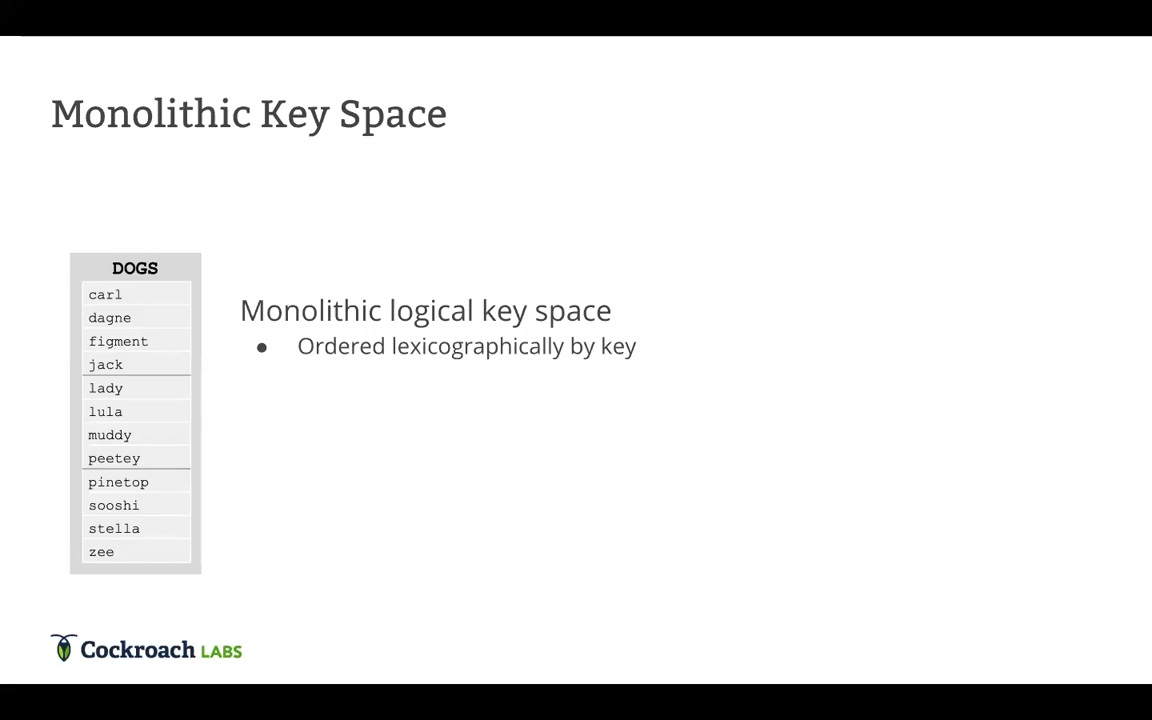 Monolithic Key Space
DOGS
carl
dagne
figment
jack
lady
lula
muddy
peetey
pinetop
sooshi
stella
zee
Monolithic logical key space
● Ordered lexicographically by key
Cockroach LABS